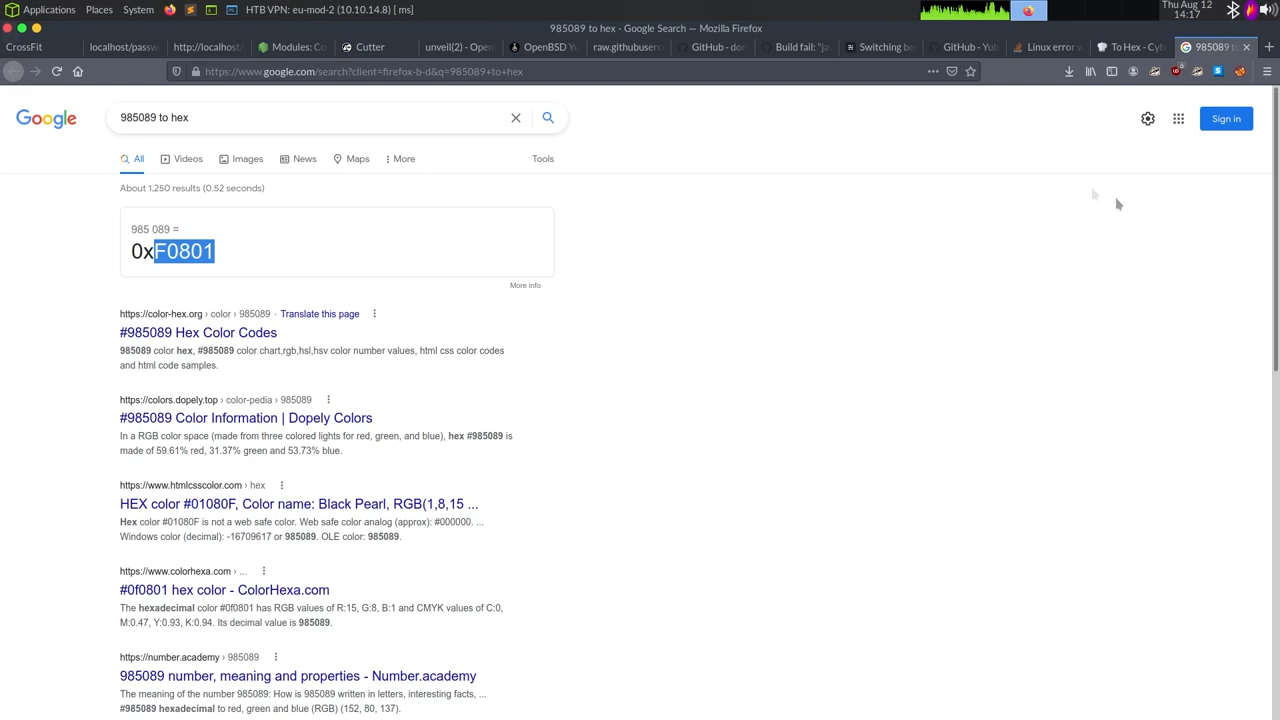 Applications Places System HTB VPN: eu-mod-2 (10.10.14.8) [ms] Thu Aug 12
14:17
985089 to hex - Google Search — Mozilla Firefox
CrossFit localhost/passw http://localhost/ Modules: Co Cutter unveil(2) - Open OpenBSD Yu raw.githubuserc GitHub - dor Build fail: "ja Switching be GitHub - Yub Linux error w To Hex - Cyb 985089 to
https://www.google.com/search?client=firefox-b-d&q=985089+to+hex
Google
985089 to hex
Sign in
All Videos Images News Maps More Tools
About 1,250 results (0.52 seconds)
985 089 =
0xF0801
More info
https://color-hex.org › color › 985089 · Translate this page
#985089 Hex Color Codes
985089 color hex, #985089 color chart,rgb,hsl,hsv color number values, html css color codes
and html code samples.
https://colors.dopely.top › color-pedia › 985089
#985089 Color Information | Dopely Colors
In a RGB color space (made from three colored lights for red, green, and blue), hex #985089 is
made of 59.61% red, 31.37% green and 53.73% blue.
https://www.htmlcsscolor.com › hex
HEX color #01080F, Color name: Black Pearl, RGB(1,8,15 ...
Hex color #01080F is not a web safe color. Web safe color analog (approx): #000000. ...
Windows color (decimal): -16709617 or 985089. OLE color: 985089.
https://www.colorhexa.com › ...
#0f0801 hex color - ColorHexa.com
The hexadecimal color #0f0801 has RGB values of R:15, G:8, B:1 and CMYK values of C:0,
M:0.47, Y:0.93, K:0.94. Its decimal value is 985089.
https://number.academy › 985089
985089 number, meaning and properties - Number.academy
The meaning of the number 985089: How is 985089 written in letters, interesting facts, ...
#985089 hexadecimal to red, green and blue (RGB) (152, 80, 137).